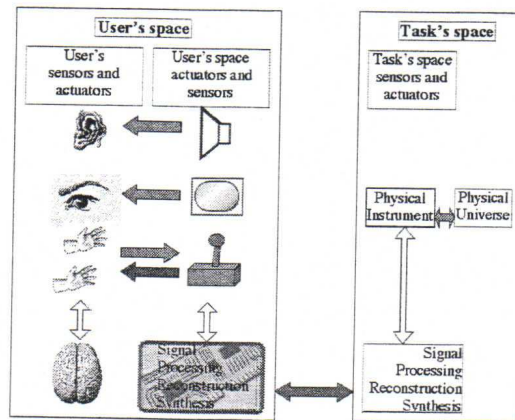 User's space
User's
sensors and
actuators
User's space
actuators and
sensors
Signal
Processing
Reconstruction
Synthesis
Task's space
Task's space
sensors and
actuators
Physical
Instrument
Physical
Universe
Signal
Processing
Reconstruction
Synthesis